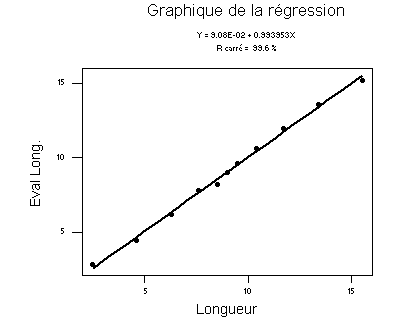 Graphique de la régression
Y = 9.08E-02 + 0.993953X
R carré = 99.6 %
15
10
5
Eval Long.
5
10
15
Longueur